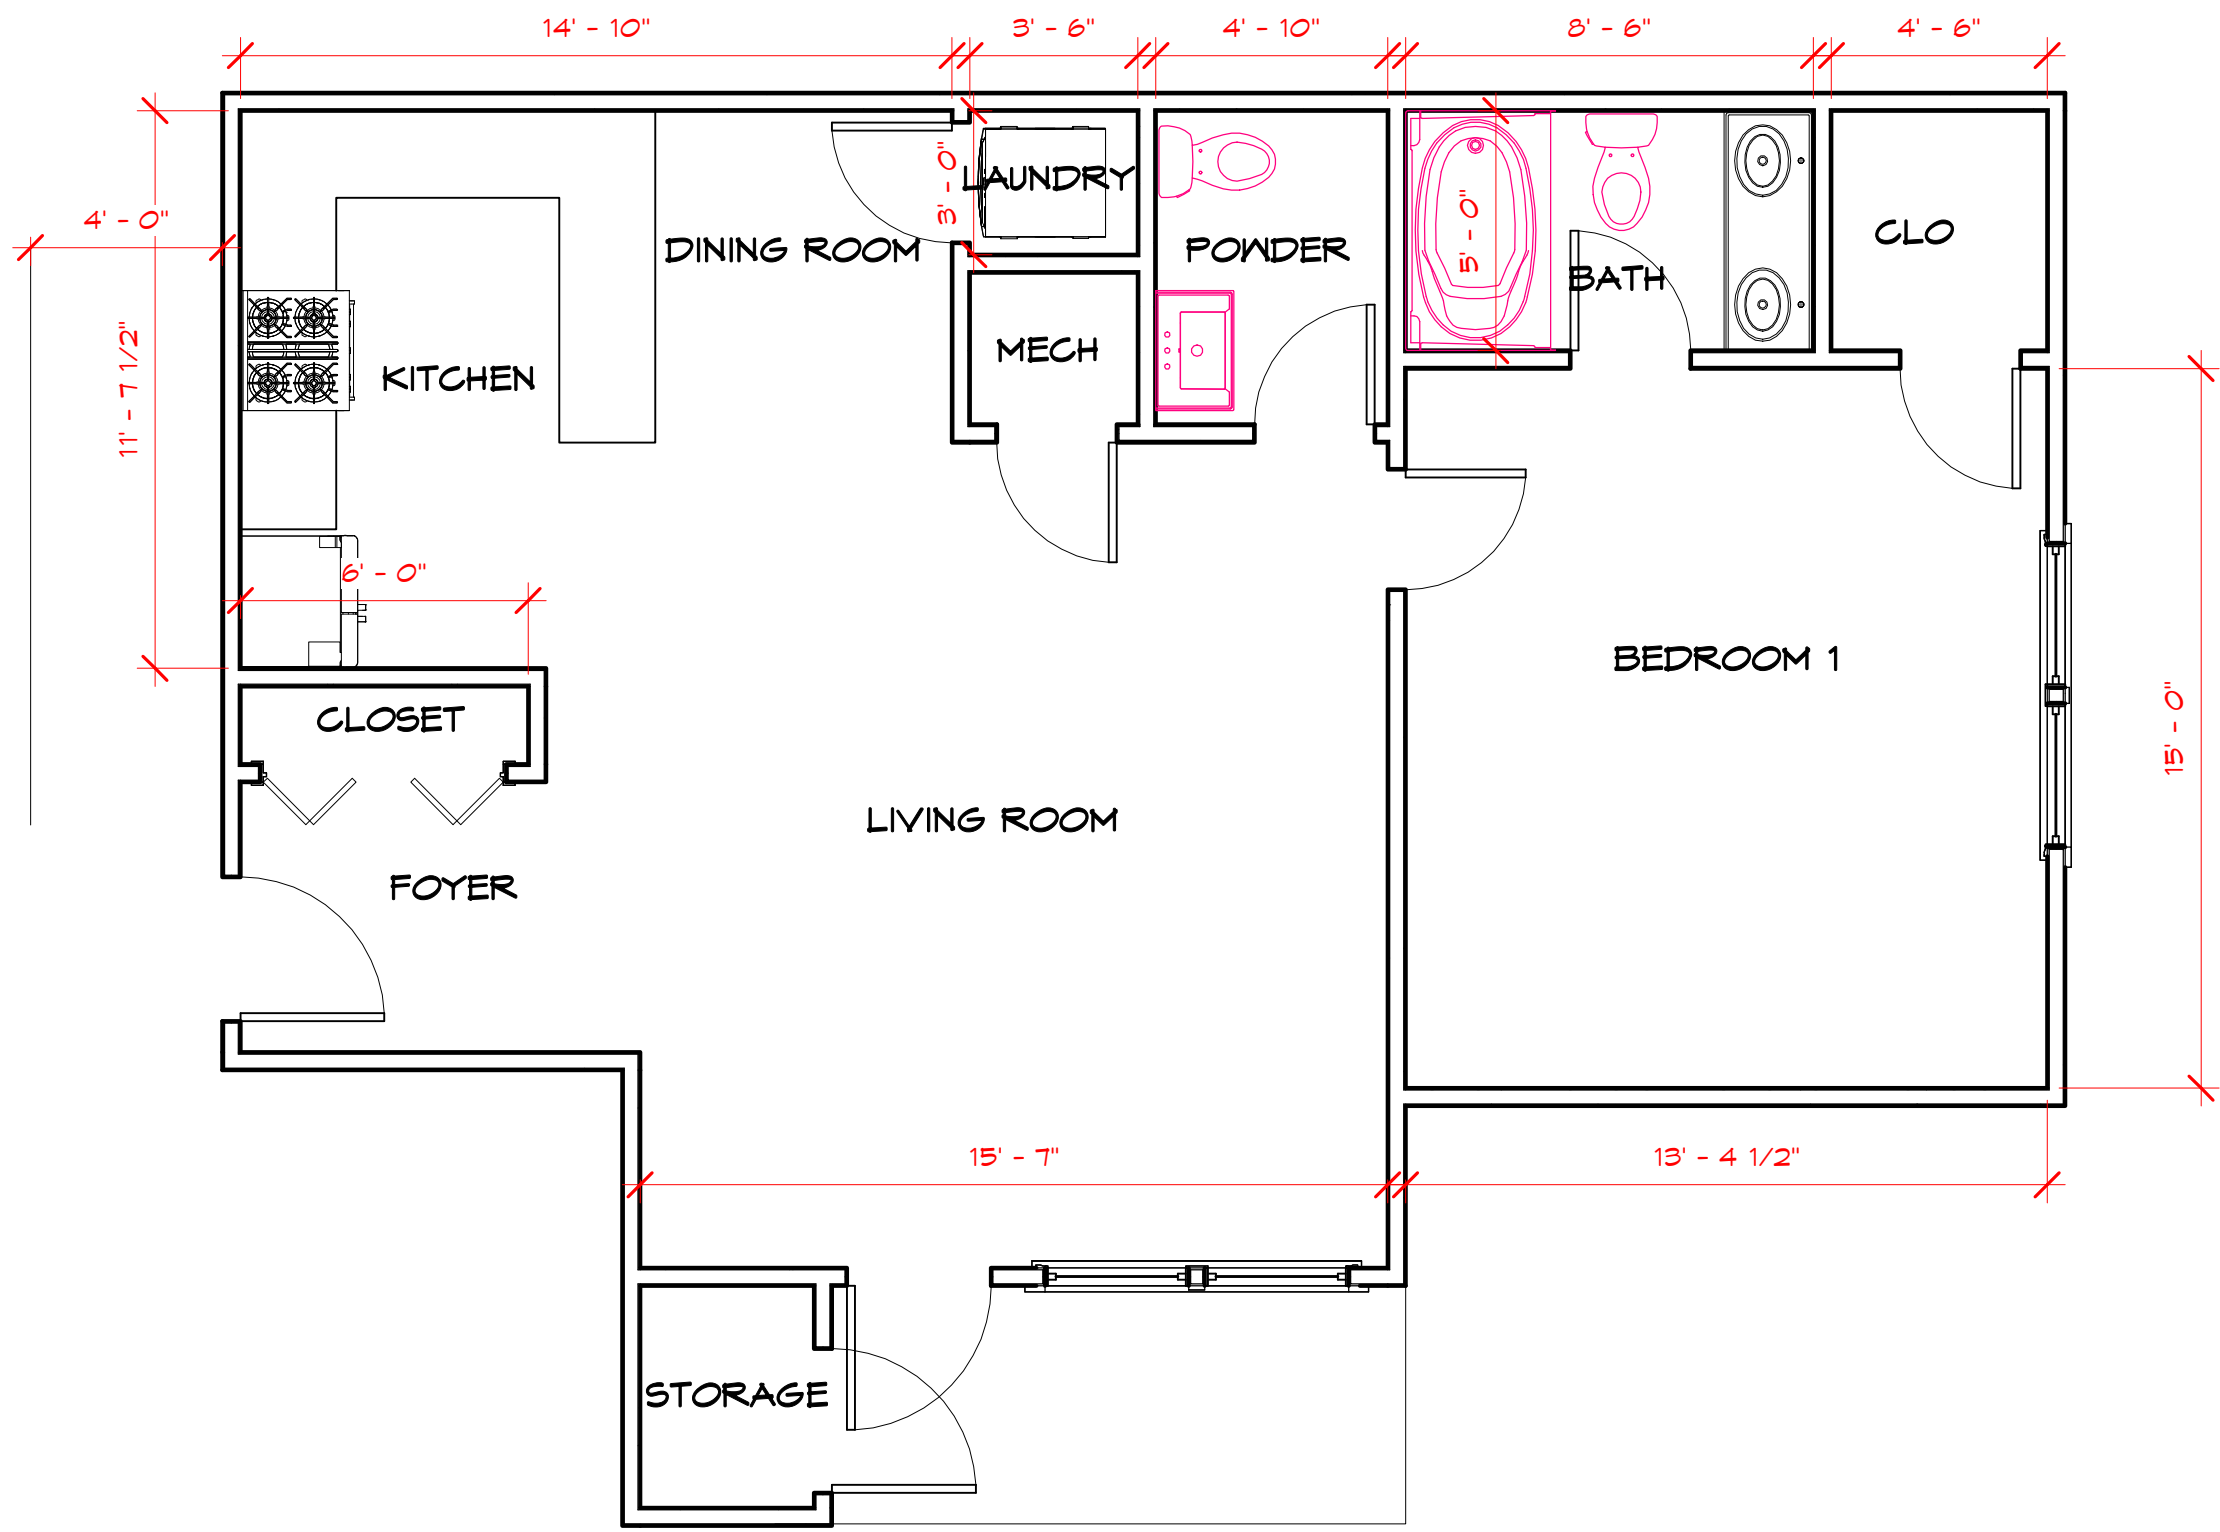 14' - 10"
3' - 6"
4' - 10"
8' - 6"
4' - 6"
4' - 0"
3' - 0"
LAUNDRY
5' - 0"
CLO
DINING ROOM
POWDER
BATH
11' - 7 1/2"
KITCHEN
MECH
6' - 0"
BEDROOM 1
15' - 0"
CLOSET
LIVING ROOM
FOYER
15' - 7"
13' - 4 1/2"
STORAGE